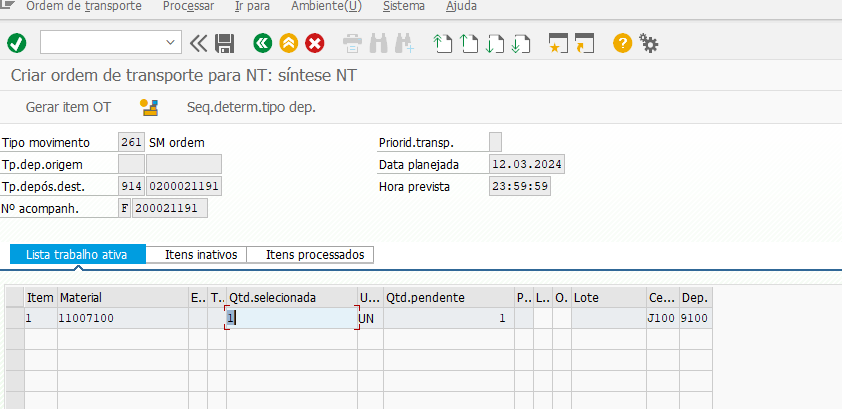 Ordem de transporte Processar Ir para Ambiente(U) Sistema Ajuda
Criar ordem de transporte para NT: síntese NT
Gerar item OT Seq.determ.tipo dep.
Tipo movimento 261 SM ordem Priorid.transp.
Tp.dep.origem Data planejada 12.03.2024
Tp.depós.dest. 914 0200021191 Hora prevista 23:59:59
Nº acompanh. F 200021191
Lista trabalho ativa Itens inativos Itens processados
Item Material E.. T.. Qtd.selecionada U... Qtd.pendente P.. L.. O. Lote Ce... Dep.
1 11007100 1 UN 1 J100 9100